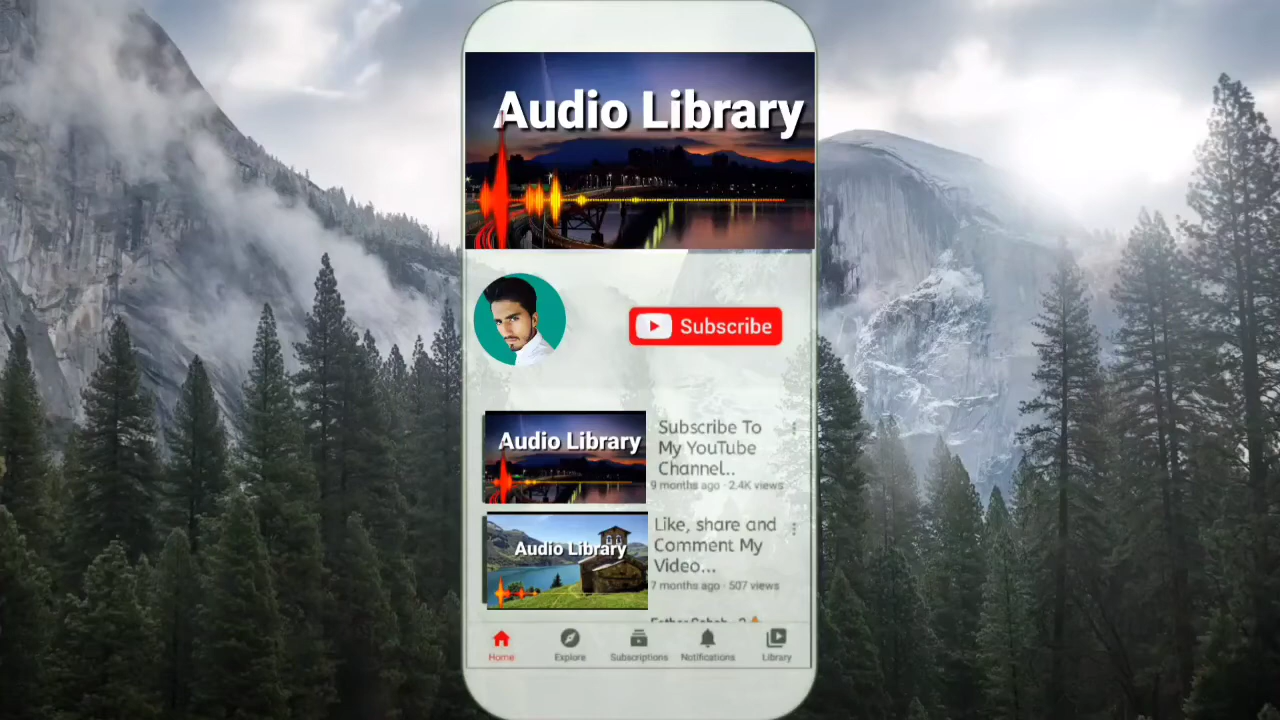 Audio Library
Subscribe
Audio Library
Subscribe To
My YouTube
Channel..
9 months ago · 2.4K views
Audio Library
Like, share and
Comment My
Video...
7 months ago · 507 views
Home
Explore
Subscriptions
Notifications
Library